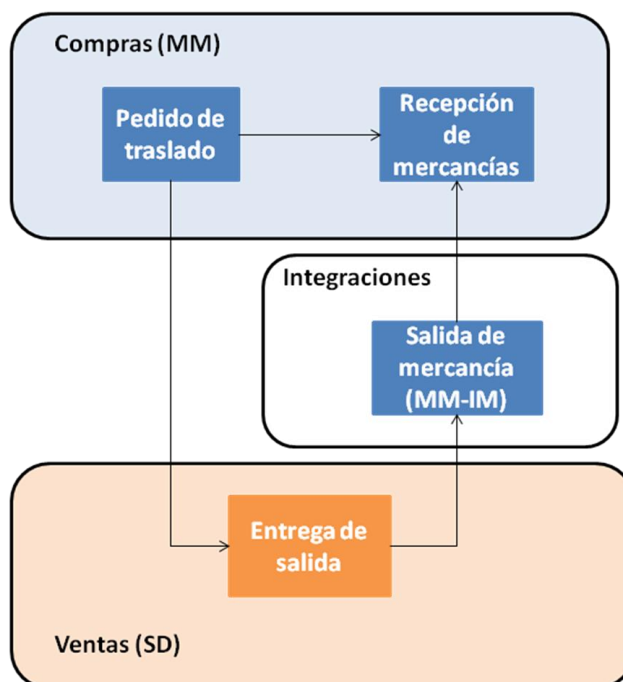 Compras (MM)
Pedido de
traslado
Recepción
de
mercancías
Integraciones
Salida de
mercancía
(MM-IM)
Entrega de
salida
Ventas (SD)